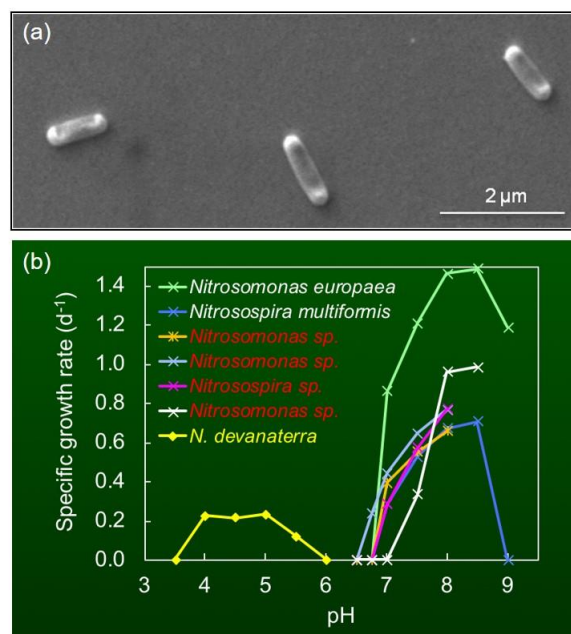 (a)
2 µm
(b)
Specific growth rate (d-1)
1.4
1.2
1.0
0.8
0.6
0.4
0.2
0.0
Nitrosomonas europaea
Nitrosospira multiformis
Nitrosomonas sp.
Nitrosomonas sp.
Nitrosospira sp.
Nitrosomonas sp.
N. devanaterra
3 4 5 6 7 8 9
pH